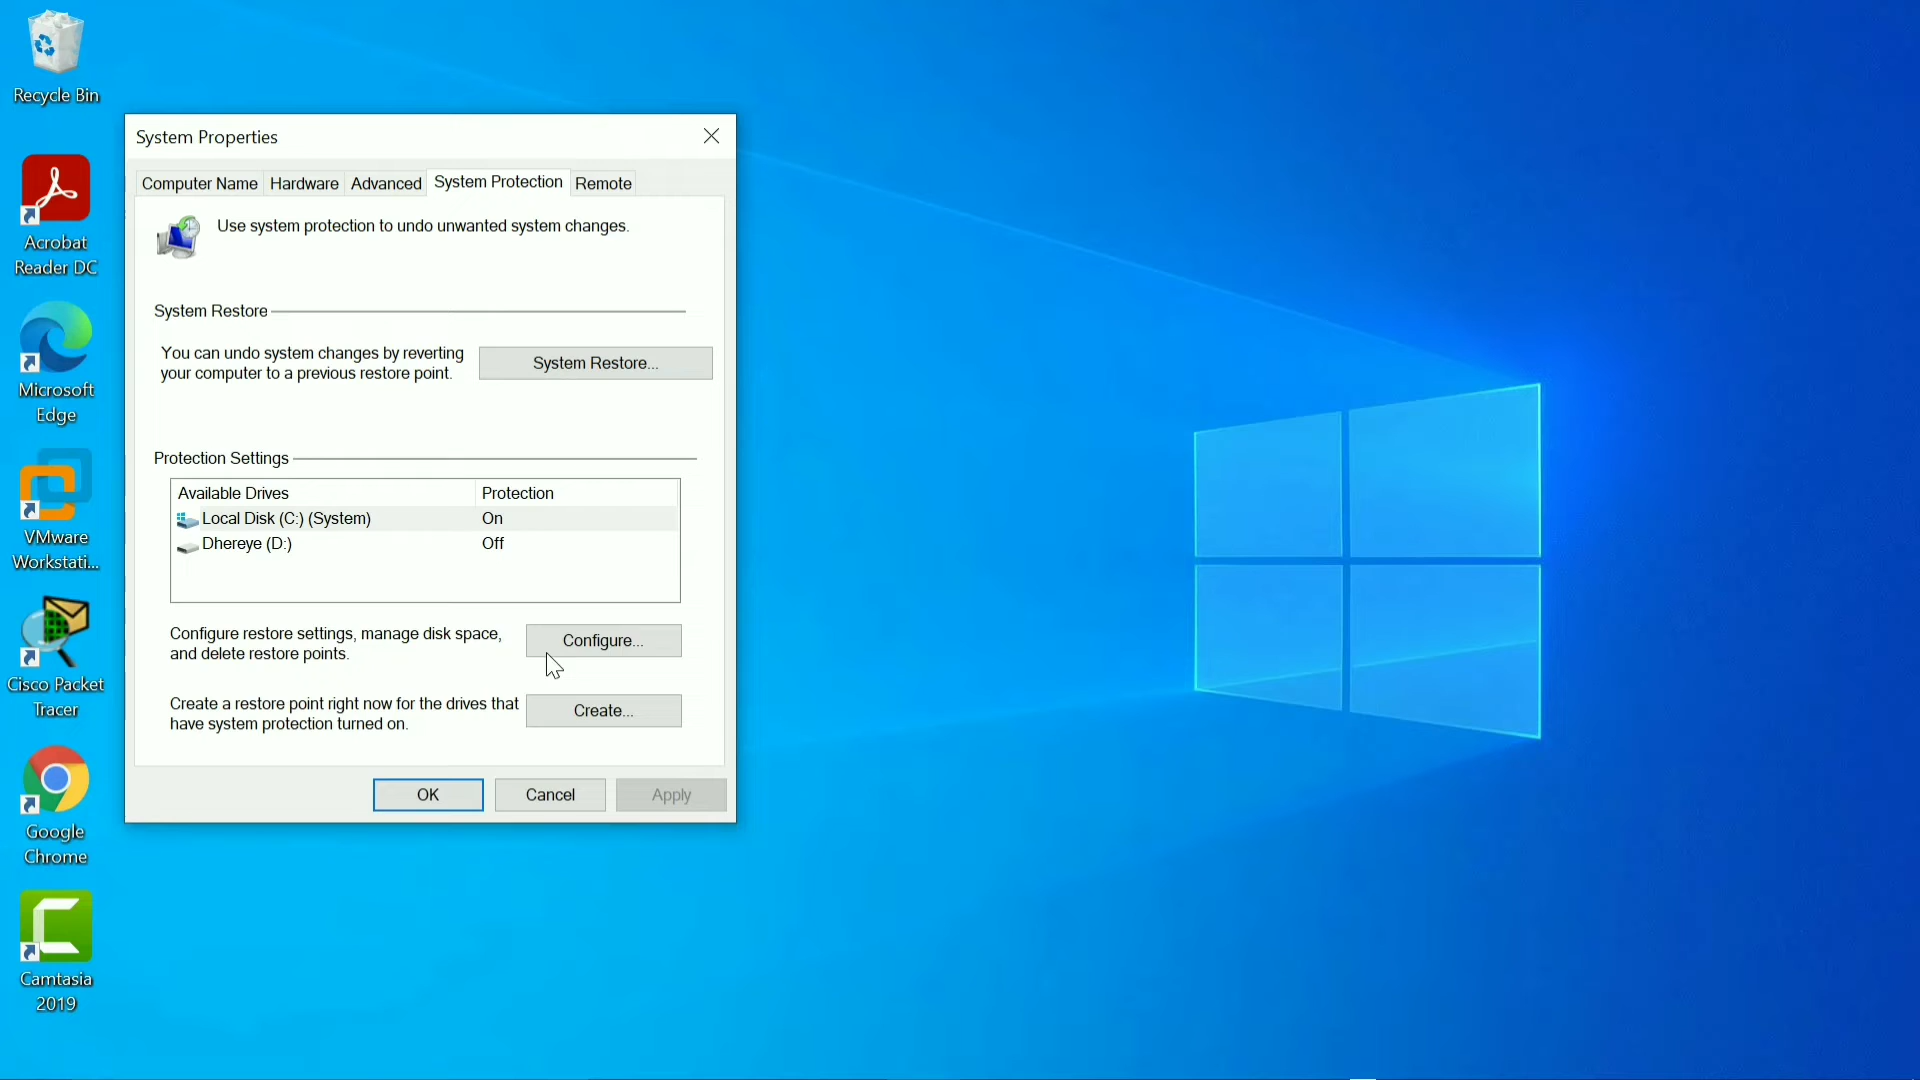 Recycle Bin
Acrobat
Reader DC
Microsoft
Edge
VMware
Workstati...
Cisco Packet
Tracer
Google
Chrome
Camtasia
2019
System Properties
Computer Name Hardware Advanced System Protection Remote
Use system protection to undo unwanted system changes.
System Restore
You can undo system changes by reverting
your computer to a previous restore point.
System Restore...
Protection Settings
Available Drives Protection
Local Disk (C:) (System) On
Dhereye (D:) Off
Configure restore settings, manage disk space,
and delete restore points.
Configure...
Create a restore point right now for the drives that
have system protection turned on.
Create...
OK Cancel Apply